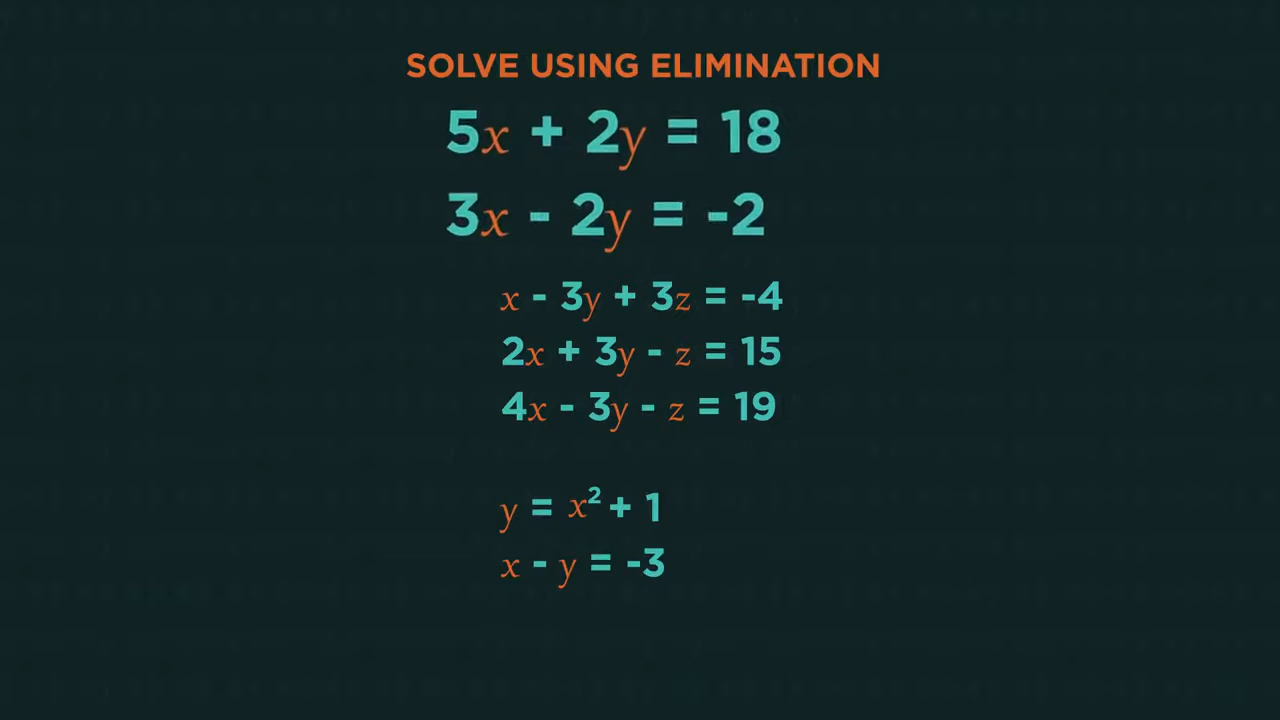 SOLVE USING ELIMINATION
5x + 2y = 18
3x - 2y = -2
x - 3y + 3z = -4
2x + 3y - z = 15
4x - 3y - z = 19
y = x² + 1
x - y = -3